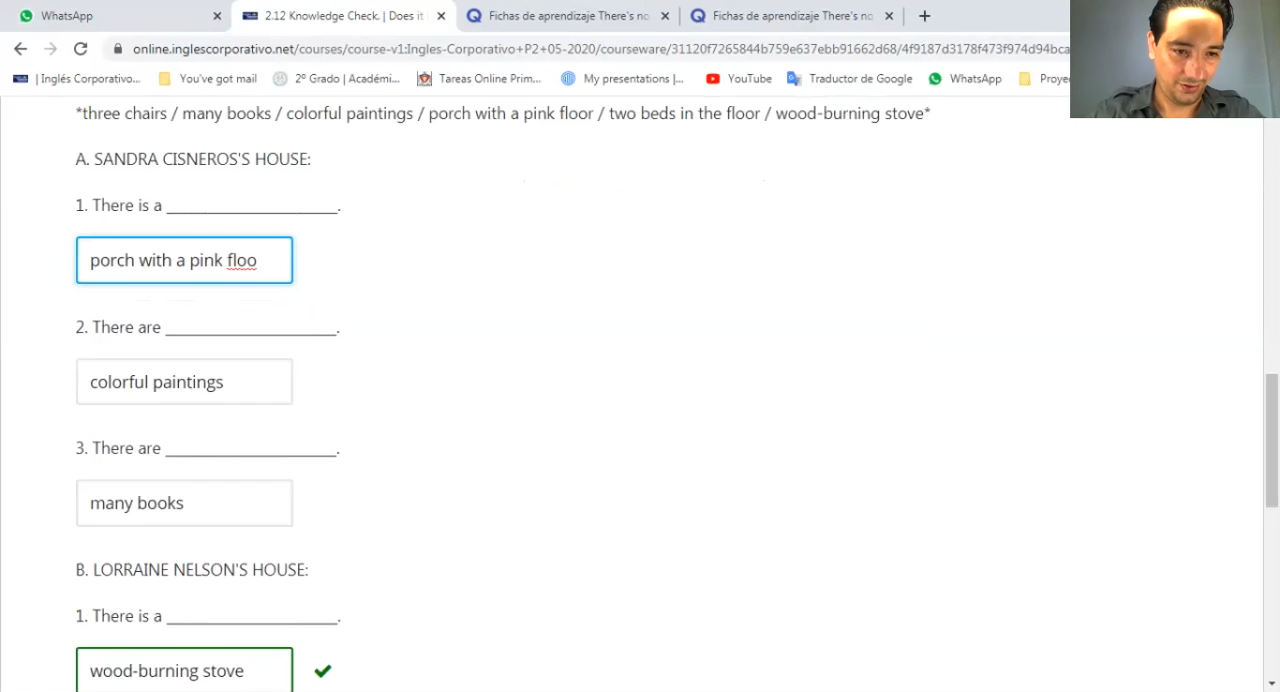 WhatsApp
2.12 Knowledge Check. | Does it
Fichas de aprendizaje There's no
Fichas de aprendizaje There's no
online.inglescorporativo.net/courses/course-v1:Ingles-Corporativo+P2+05-2020/courseware/31120f7265844b759e637ebb91662d68/4f9187d3178f473f974d94bca
| Inglés Corporativo...
You've got mail
2º Grado | Académi...
Tareas Online Prim...
My presentations |...
YouTube
Traductor de Google
WhatsApp
Proye
*three chairs / many books / colorful paintings / porch with a pink floor / two beds in the floor / wood-burning stove*
A. SANDRA CISNEROS'S HOUSE:
1. There is a ____________________.
porch with a pink floo
2. There are ____________________.
colorful paintings
3. There are ____________________.
many books
B. LORRAINE NELSON'S HOUSE:
1. There is a ____________________.
wood-burning stove